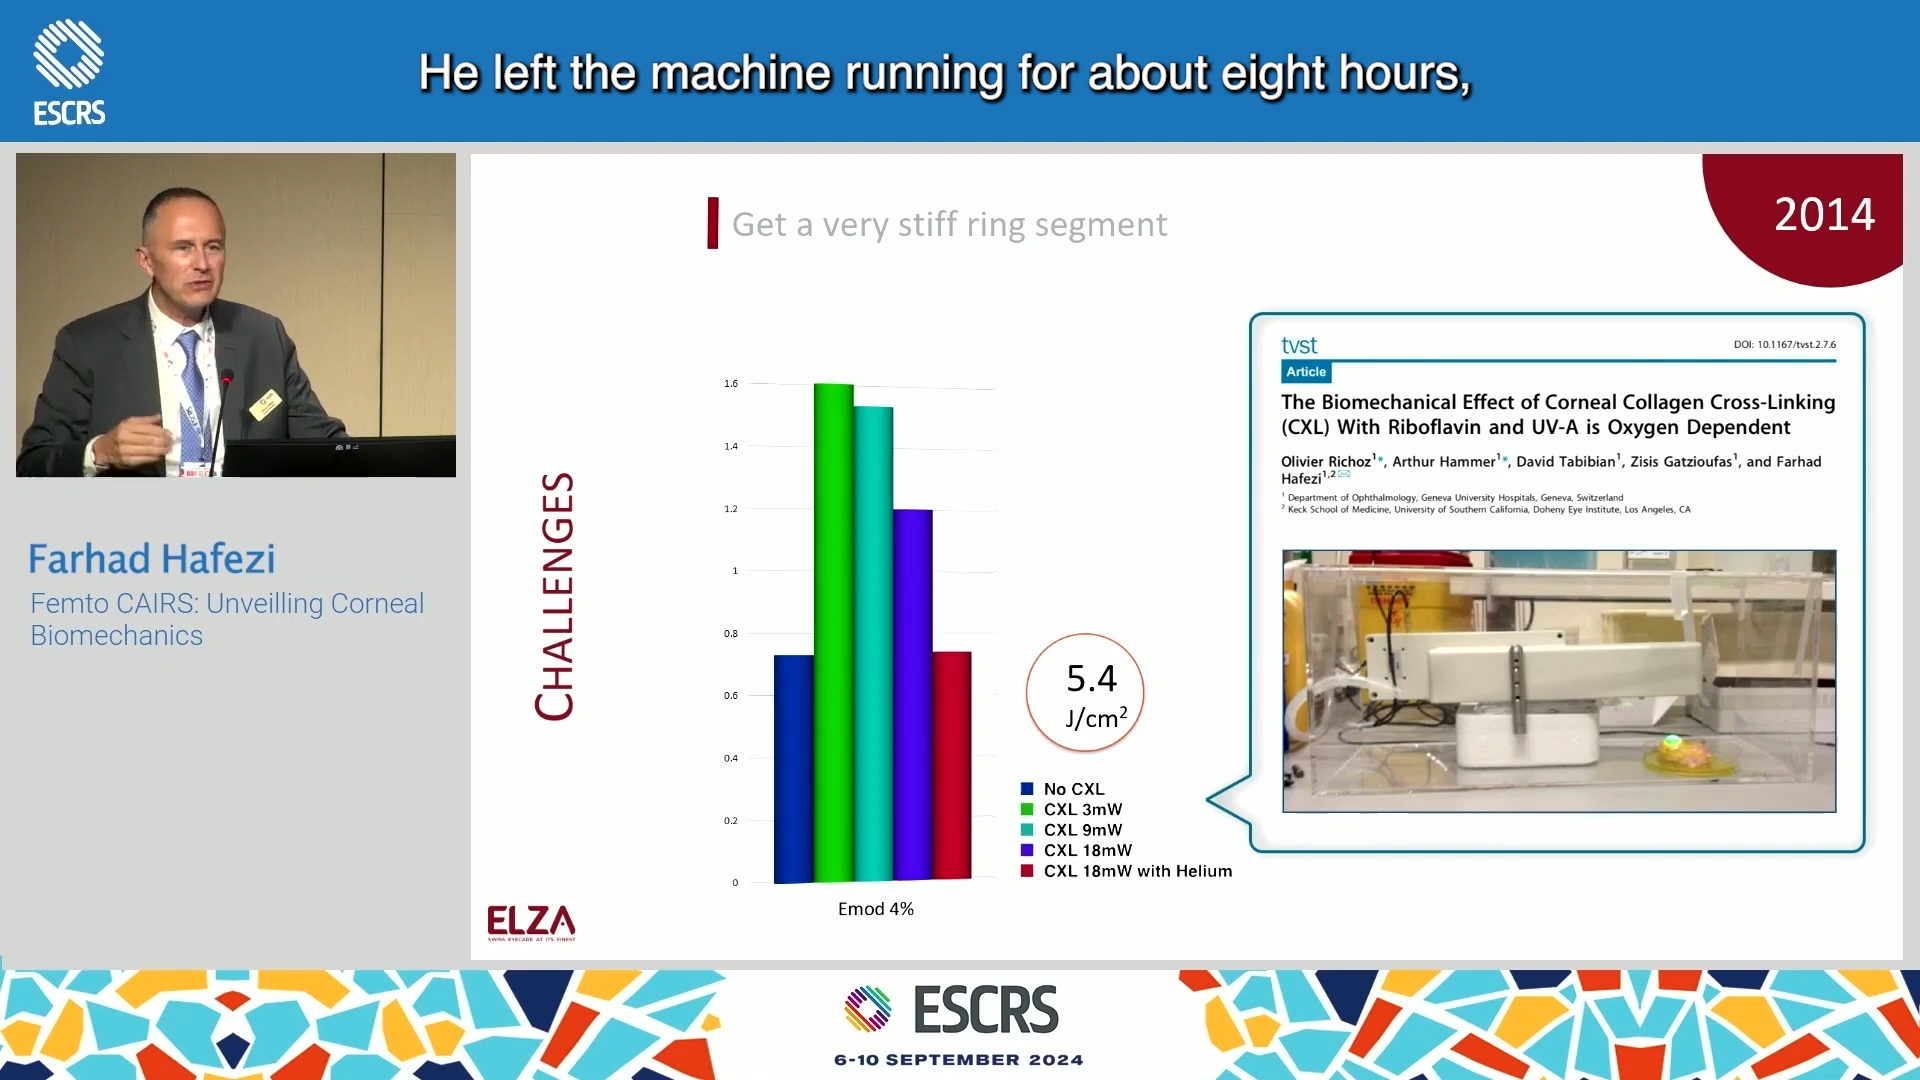 He left the machine running for about eight hours,
ESCRS
Get a very stiff ring segment
2014
CHALLENGES
1.6
1.4
1.2
1
0.8
0.6
0.4
0.2
0
Emod 4%
5.4
J/cm2
No CXL
CXL 3mW
CXL 9mW
CXL 18mW
CXL 18mW with Helium
tvst
DOI: 10.1167/tvst.2.7.6
Article
The Biomechanical Effect of Corneal Collagen Cross-Linking
(CXL) With Riboflavin and UV-A is Oxygen Dependent
Olivier Richoz1*, Arthur Hammer1*, David Tabibian1, Zisis Gatzioufas1, and Farhad
Hafezi1,2
1 Department of Ophthalmology, Geneva University Hospitals, Geneva, Switzerland
2 Keck School of Medicine, University of Southern California, Doheny Eye Institute, Los Angeles, CA
Farhad Hafezi
Femto CAIRS: Unveilling Corneal
Biomechanics
ELZA
SWISS EYECARE AT ITS FINEST
ESCRS
6-10 SEPTEMBER 2024